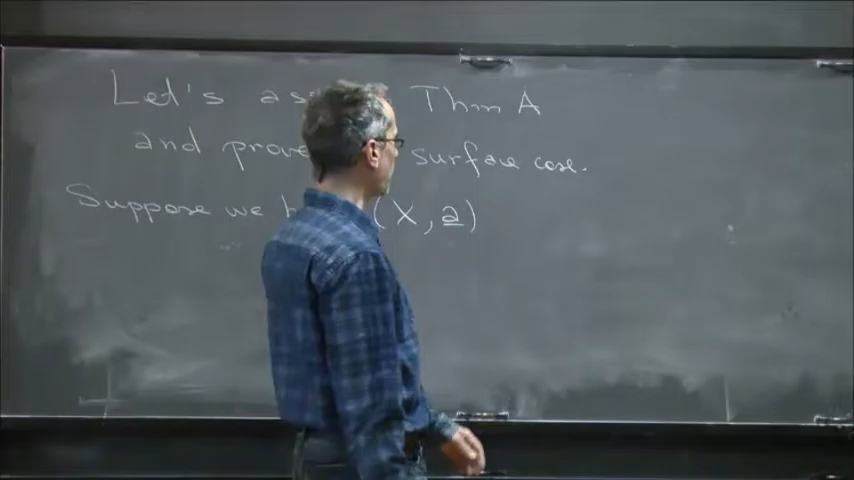 Let's Thm A
and prove surface case.
Suppose we (X, a)